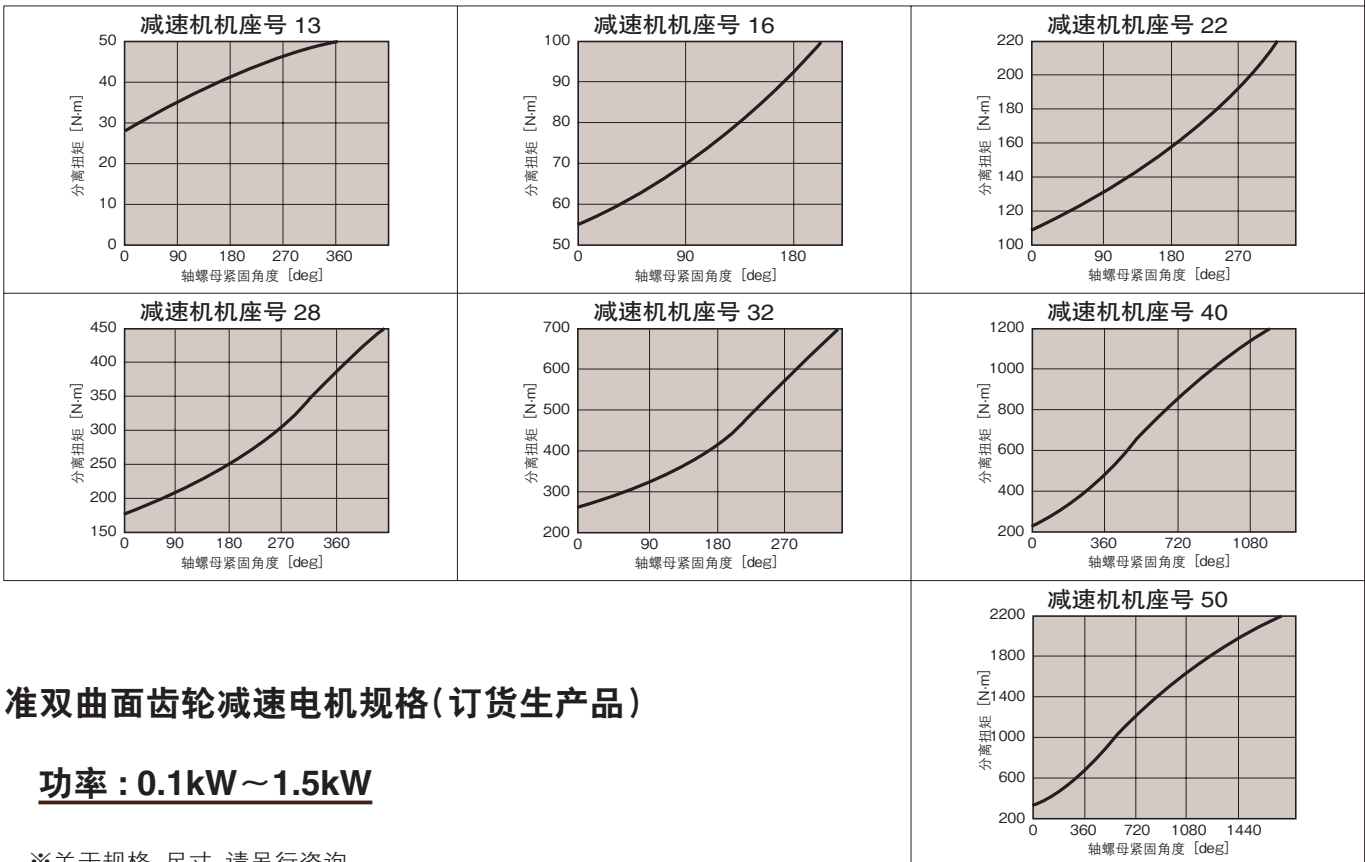 减速机机座号 13
50
40
30
20
10
0
分离扭矩 [N·m]
0 90 180 270 360
轴螺母紧固角度 [deg]
减速机机座号 16
100
90
80
70
60
50
分离扭矩 [N·m]
0 90 180
轴螺母紧固角度 [deg]
减速机机座号 22
220
200
180
160
140
120
100
分离扭矩 [N·m]
0 90 180 270
轴螺母紧固角度 [deg]
减速机机座号 28
450
400
350
300
250
200
150
分离扭矩 [N·m]
0 90 180 270 360
轴螺母紧固角度 [deg]
减速机机座号 32
700
600
500
400
300
200
分离扭矩 [N·m]
0 90 180 270
轴螺母紧固角度 [deg]
减速机机座号 40
1200
1000
800
600
400
200
分离扭矩 [N·m]
0 360 720 1080
轴螺母紧固角度 [deg]
减速机机座号 50
2200
1800
1400
1000
600
200
分离扭矩 [N·m]
0 360 720 1080 1440
轴螺母紧固角度 [deg]
准双曲面齿轮减速电机规格(订货生产品)
功率 : 0.1kW～1.5kW